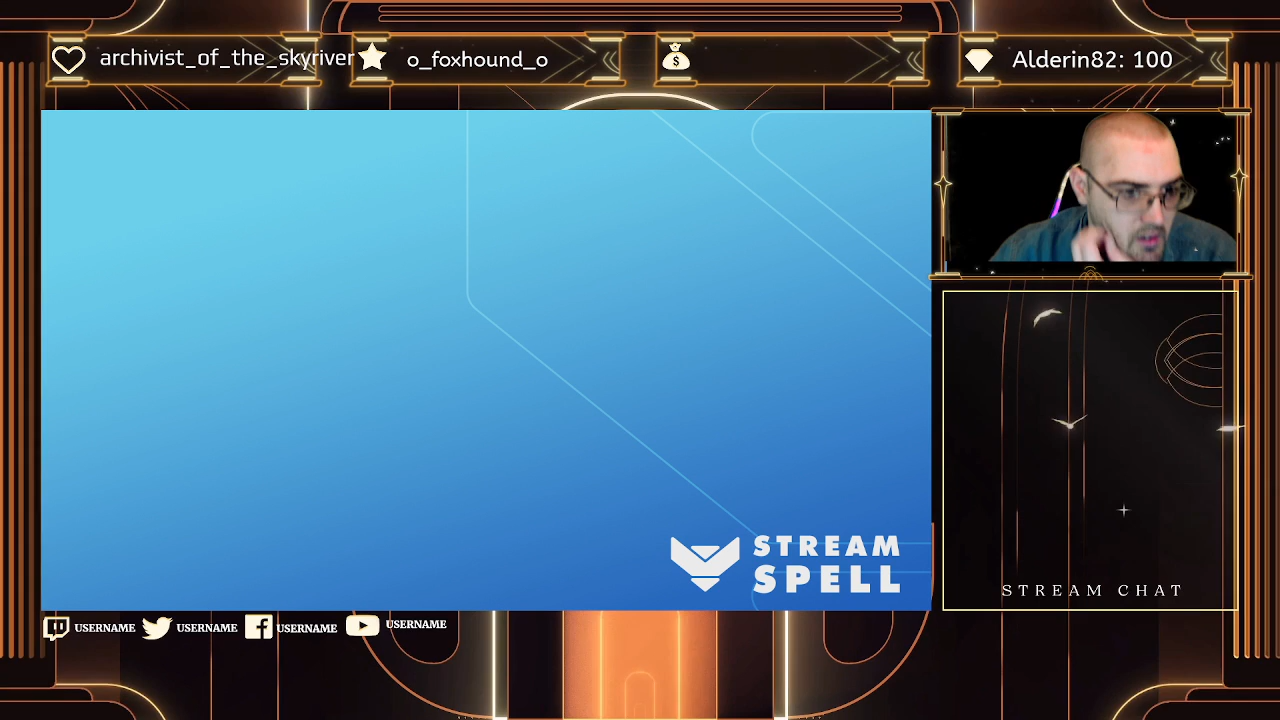 archivist_of_the_skyriver
o_foxhound_o
Alderin82: 100
STREAM
SPELL
STREAM CHAT
USERNAME
USERNAME
USERNAME
USERNAME